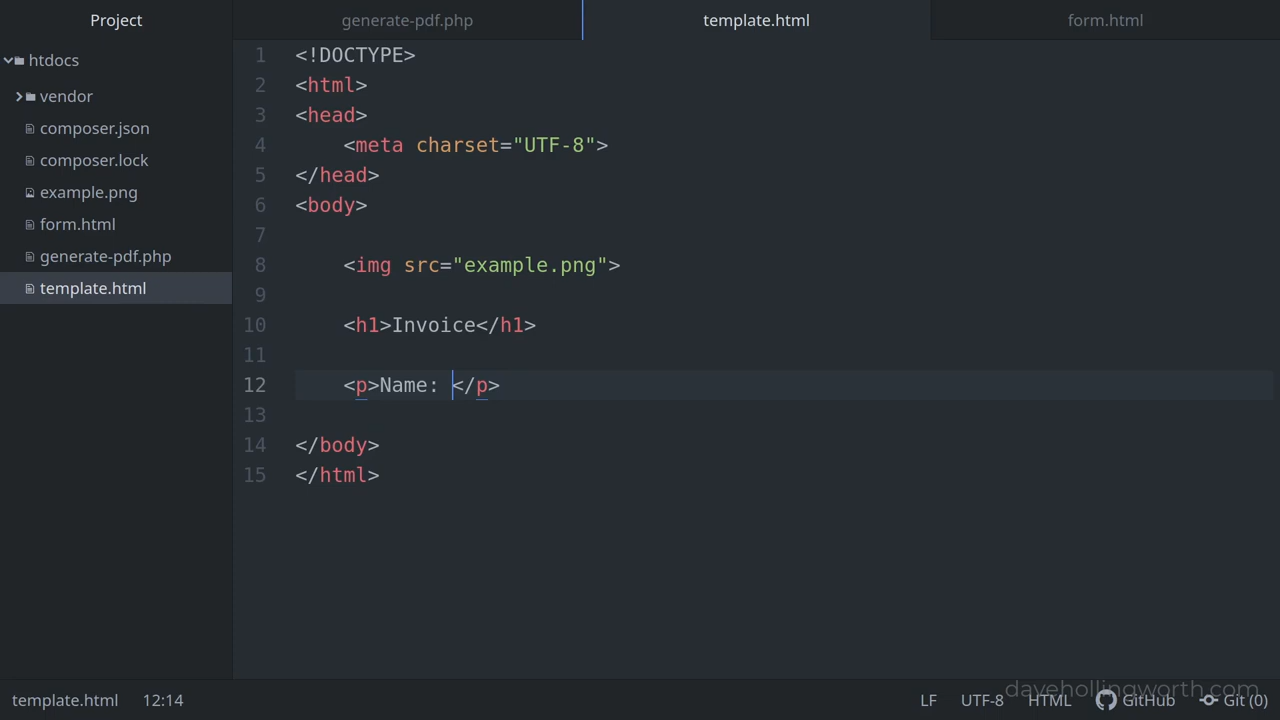 Project
generate-pdf.php
template.html
form.html
htdocs
vendor
composer.json
composer.lock
example.png
form.html
generate-pdf.php
template.html
1 <!DOCTYPE>
2 <html>
3 <head>
4     <meta charset="UTF-8">
5 </head>
6 <body>
7
8     <img src="example.png">
9
10     <h1>Invoice</h1>
11
12     <p>Name: </p>
13
14 </body>
15 </html>
davehollingworth.com
template.html 12:14 LF UTF-8 HTML GitHub Git (0)